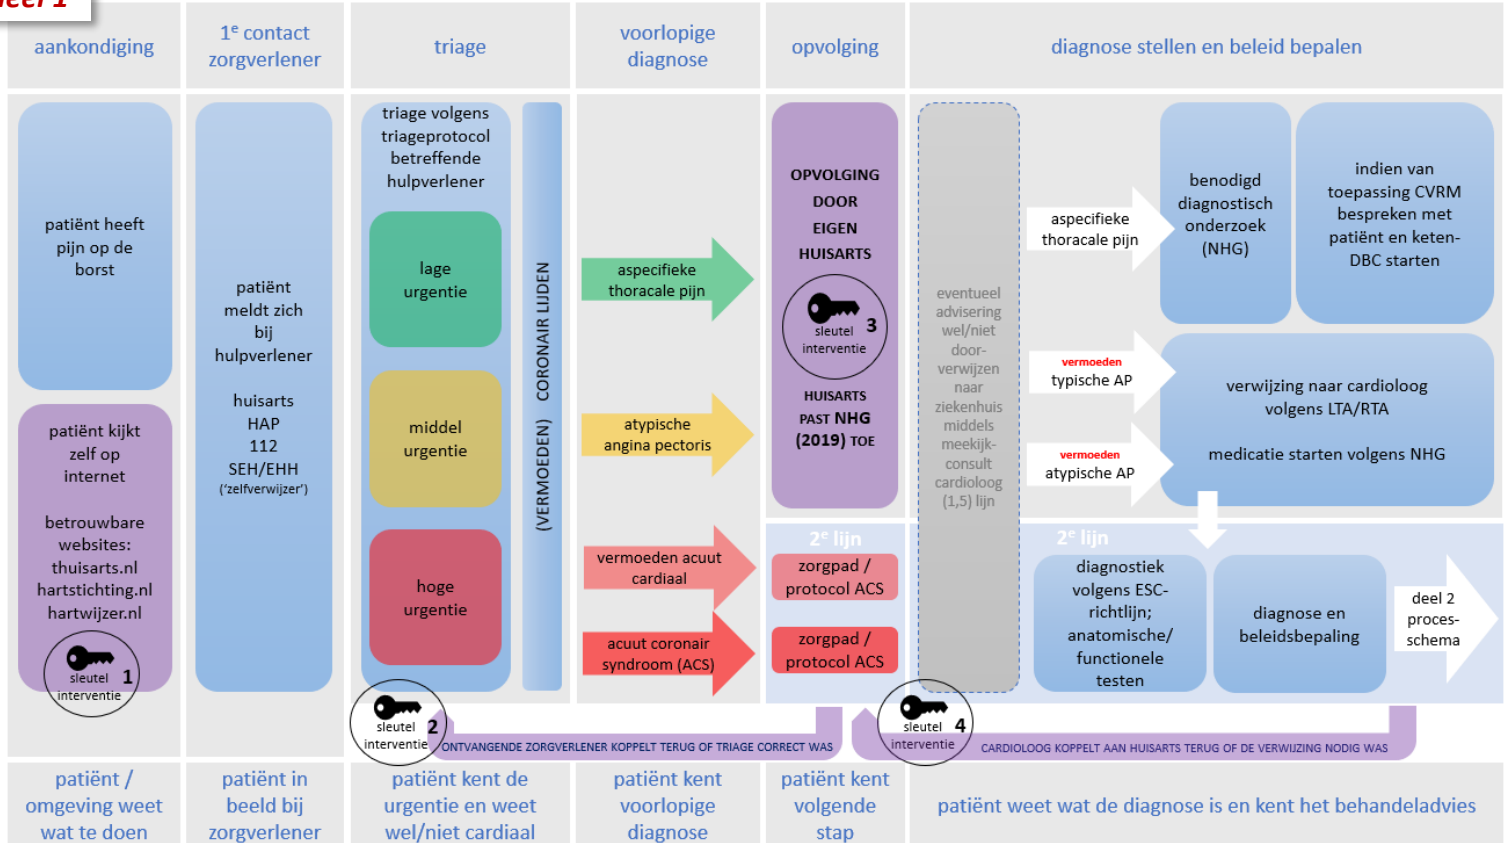 deel 1
aankondiging
1e contact
zorgverlener
triage
voorlopige
diagnose
opvolging
diagnose stellen en beleid bepalen
patiënt heeft
pijn op de
borst
patiënt kijkt
zelf op
internet
betrouwbare
websites:
thuisarts.nl
hartstichting.nl
hartwijzer.nl
sleutel 1
interventie
patiënt
meldt zich
bij
hulpverlener
huisarts
HAP
112
SEH/EHH
('zelfverwijzer')
triage volgens
triageprotocol
betreffende
hulpverlener
lage
urgentie
middel
urgentie
hoge
urgentie
(VERMOEDEN) CORONAIR LIJDEN
sleutel 2
interventie
aspecifieke
thoracale pijn
atypische
angina pectoris
vermoeden acuut
cardiaal
acuut coronair
syndroom (ACS)
OPVOLGING
DOOR
EIGEN
HUISARTS
sleutel 3
interventie
HUISARTS
PAST NHG
(2019) TOE
2e lijn
zorgpad /
protocol ACS
zorgpad /
protocol ACS
eventueel
advisering
wel/niet
door-
verwijzen
naar
ziekenhuis
middels
meekijk-
consult
cardioloog
(1,5) lijn
aspecifieke
thoracale pijn
benodigd
diagnostisch
onderzoek
(NHG)
indien van
toepassing CVRM
bespreken met
patiënt en keten-
DBC starten
vermoeden
typische AP
vermoeden
atypische AP
verwijzing naar cardioloog
volgens LTA/RTA
medicatie starten volgens NHG
2e lijn
diagnostiek
volgens ESC-
richtlijn;
anatomische/
functionele
testen
diagnose en
beleidsbepaling
deel 2
proces-
schema
ONTVANGENDE ZORGVERLENER KOPPELT TERUG OF TRIAGE CORRECT WAS
sleutel 4
interventie
CARDIOLOOG KOPPELT AAN HUISARTS TERUG OF DE VERWIJZING NODIG WAS
patiënt /
omgeving weet
wat te doen
patiënt in
beeld bij
zorgverlener
patiënt kent de
urgentie en weet
wel/niet cardiaal
patiënt kent
voorlopige
diagnose
patiënt kent
volgende
stap
patiënt weet wat de diagnose is en kent het behandeladvies